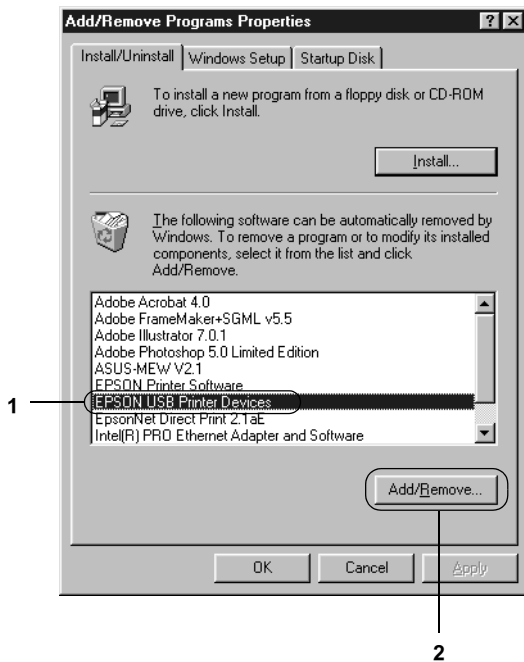 Add/Remove Programs Properties
Install/Uninstall
Windows Setup
Startup Disk
To install a new program from a floppy disk or CD-ROM
drive, click Install.
Install...
The following software can be automatically removed by
Windows. To remove a program or to modify its installed
components, select it from the list and click
Add/Remove.
Adobe Acrobat 4.0
Adobe FrameMaker+SGML v5.5
Adobe Illustrator 7.0.1
Adobe Photoshop 5.0 Limited Edition
ASUS-MEW V2.1
EPSON Printer Software
1
EPSON USB Printer Devices
EpsonNet Direct Print 2.1aE
Intel(R) PRO Ethernet Adapter and Software
Add/Remove...
OK
Cancel
Apply
2